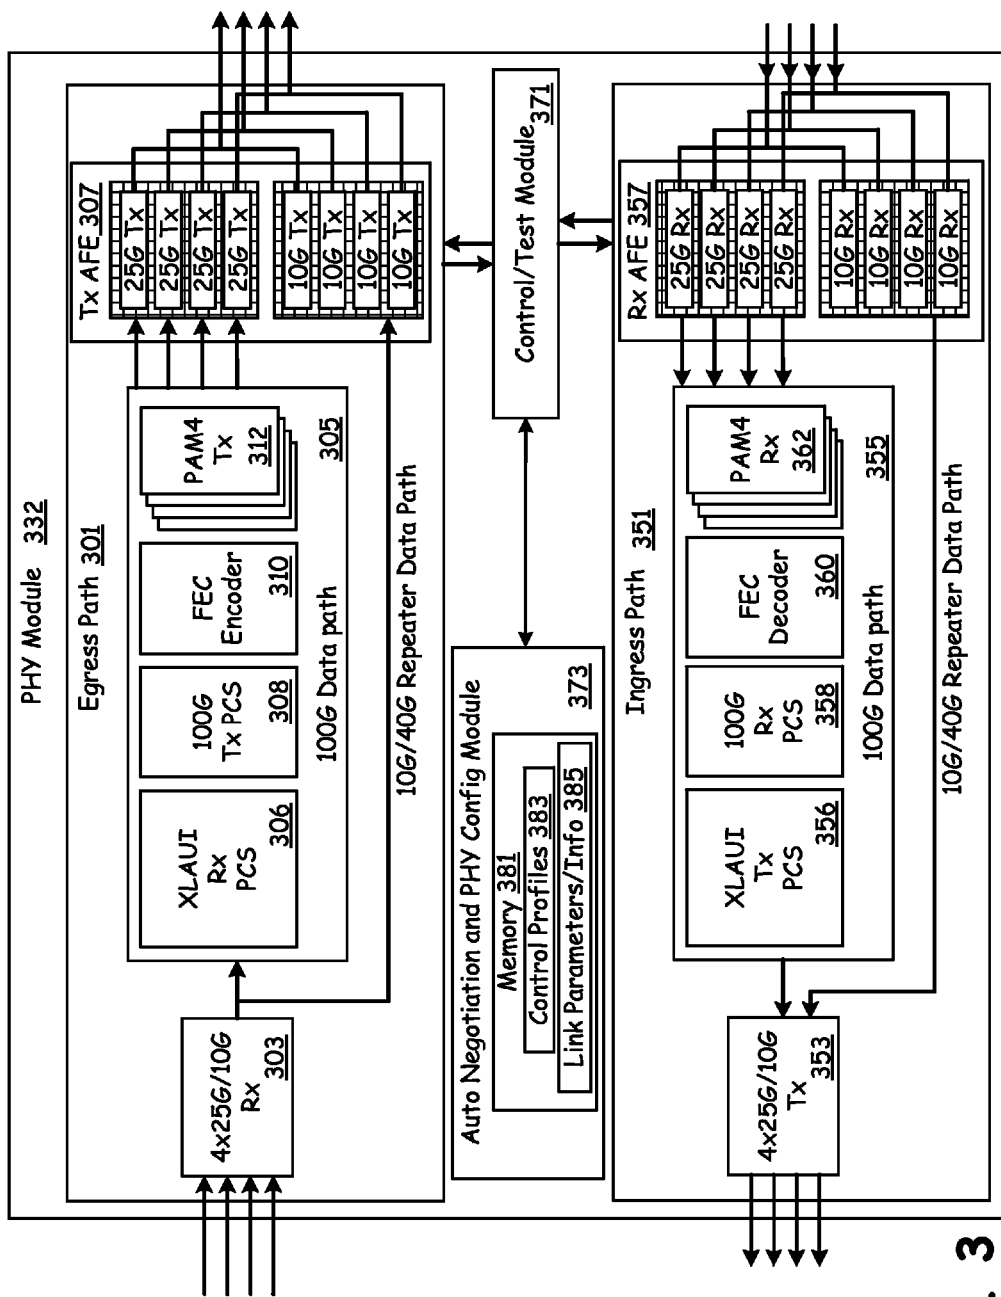 PHY Module 332
Egress Path 301
4x25G/10G
Rx
303
XLAUI
Rx
PCS
306
100G
Tx PCS
308
FEC
Encoder
310
PAM4
Tx
312
305
100G Data path
10G/40G Repeater Data Path
Tx AFE 307
25G Tx
25G Tx
25G Tx
25G Tx
10G Tx
10G Tx
10G Tx
10G Tx
Auto Negotiation and PHY Config Module
373
Memory 381
Control Profiles 383
Link Parameters/Info 385
Control/Test Module
371
Ingress Path 351
4x25G/10G
Tx
353
XLAUI
Tx
PCS
356
100G
Rx
PCS
358
FEC
Decoder
360
PAM4
Rx
362
355
100G Data path
10G/40G Repeater Data Path
Rx AFE 357
25G Rx
25G Rx
25G Rx
25G Rx
10G Rx
10G Rx
10G Rx
10G Rx
. 3